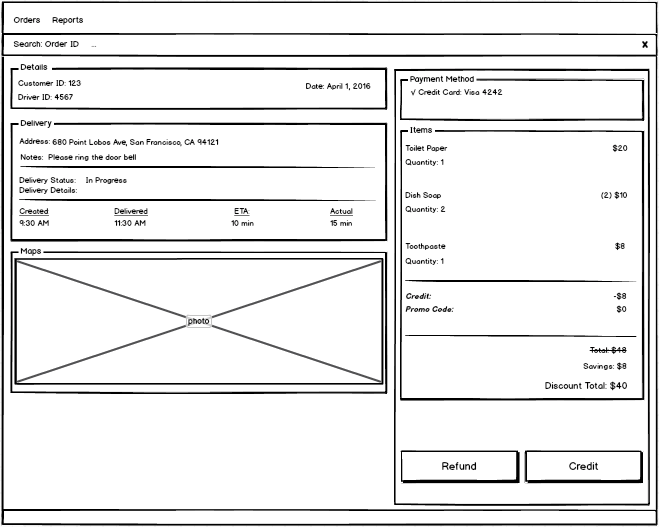 Orders Reports
Search: Order ID ... X
Details
Customer ID: 123
Date: April 1, 2016
Driver ID: 4567
Delivery
Address: 680 Point Lobos Ave, San Francisco, CA 94121
Notes: Please ring the door bell
Delivery Status: In Progress
Delivery Details:
Created Delivered ETA: Actual
9:30 AM 11:30 AM 10 min 15 min
Maps
photo
Payment Method
√ Credit Card: Visa 4242
Items
Toilet Paper $20
Quantity: 1
Dish Soap (2) $10
Quantity: 2
Toothpaste $8
Quantity: 1
Credit: -$8
Promo Code: $0
Total: $48
Savings: $8
Discount Total: $40
Refund Credit